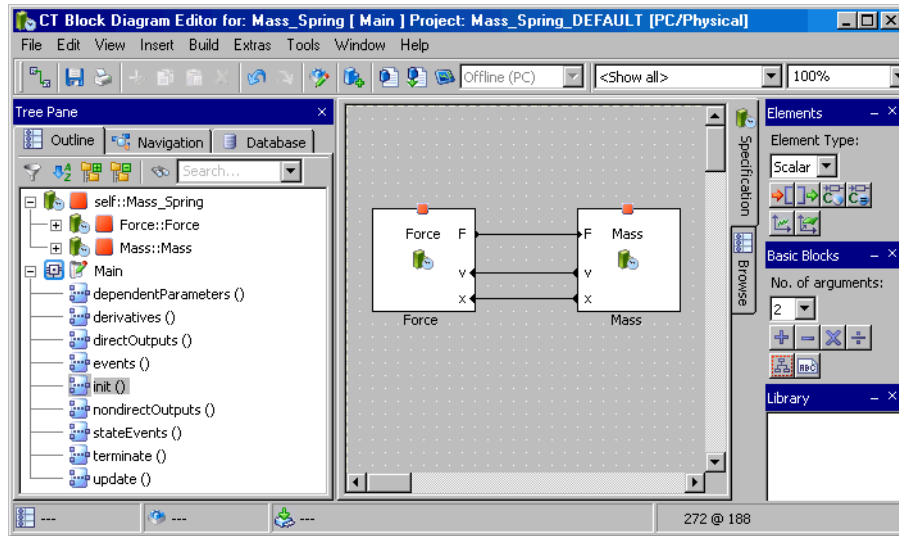 CT Block Diagram Editor for: Mass_Spring [ Main ] Project: Mass_Spring_DEFAULT [PC/Physical]
File Edit View Insert Build Extras Tools Window Help
Offline (PC) <Show all> 100%
Tree Pane
Outline Navigation Database
Search...
self::Mass_Spring
Force::Force
Mass::Mass
Main
dependentParameters ()
derivatives ()
directOutputs ()
events ()
init ()
nondirectOutputs ()
stateEvents ()
terminate ()
update ()
Force F
V
X
Force
F Mass
V
X
Mass
Specification
Browse
Elements
Element Type:
Scalar
Basic Blocks
No. of arguments:
2
ABC
Library
--- --- --- 272 @ 188